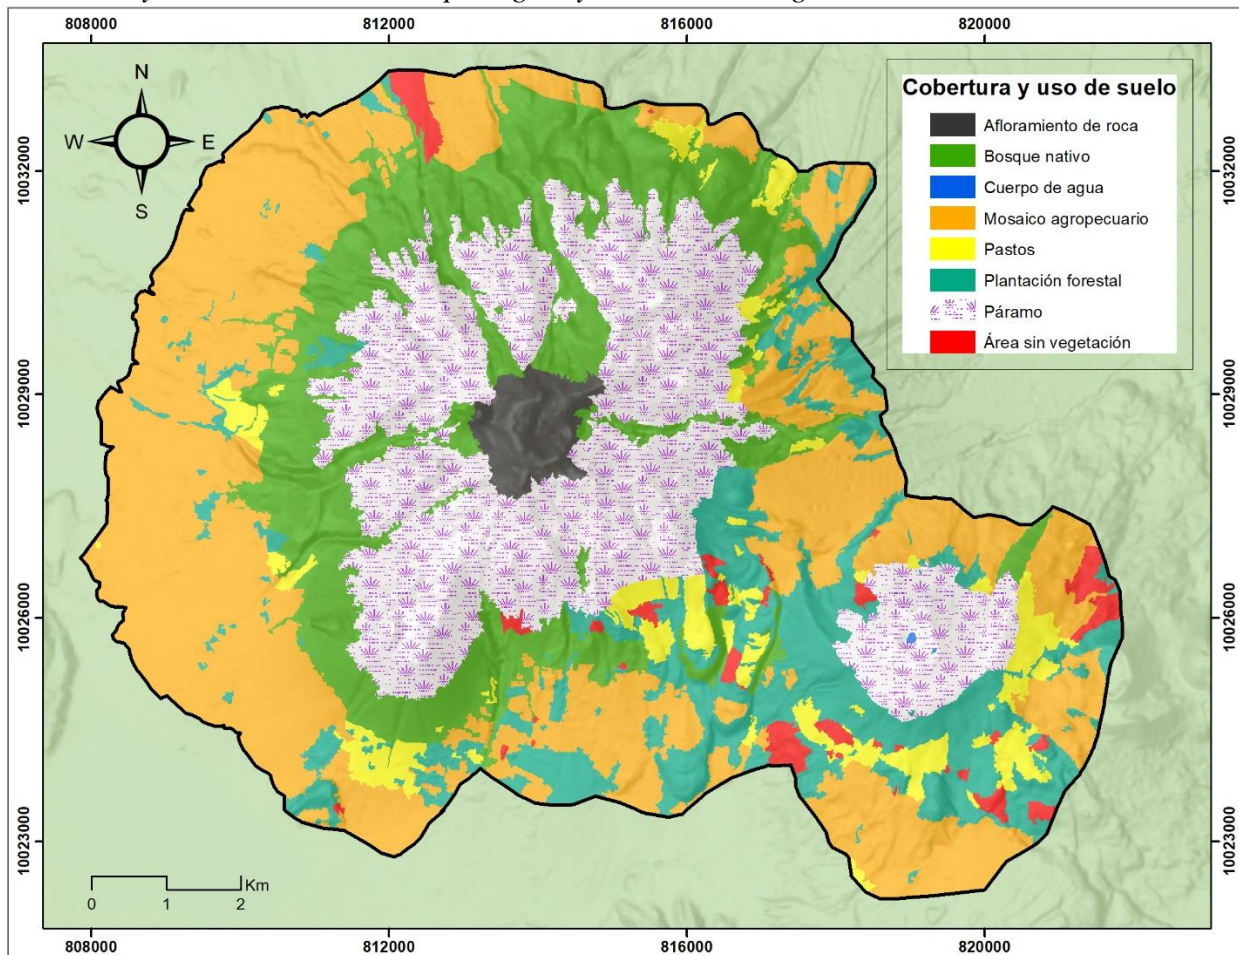 808000 812000 816000 820000
N
W E
S
Cobertura y uso de suelo
Afloramiento de roca
Bosque nativo
Cuerpo de agua
Mosaico agropecuario
Pastos
Plantación forestal
Páramo
Área sin vegetación
10032000 10032000
10029000 10029000
10026000 10026000
10023000 10023000
Km
0 1 2
808000 812000 816000 820000